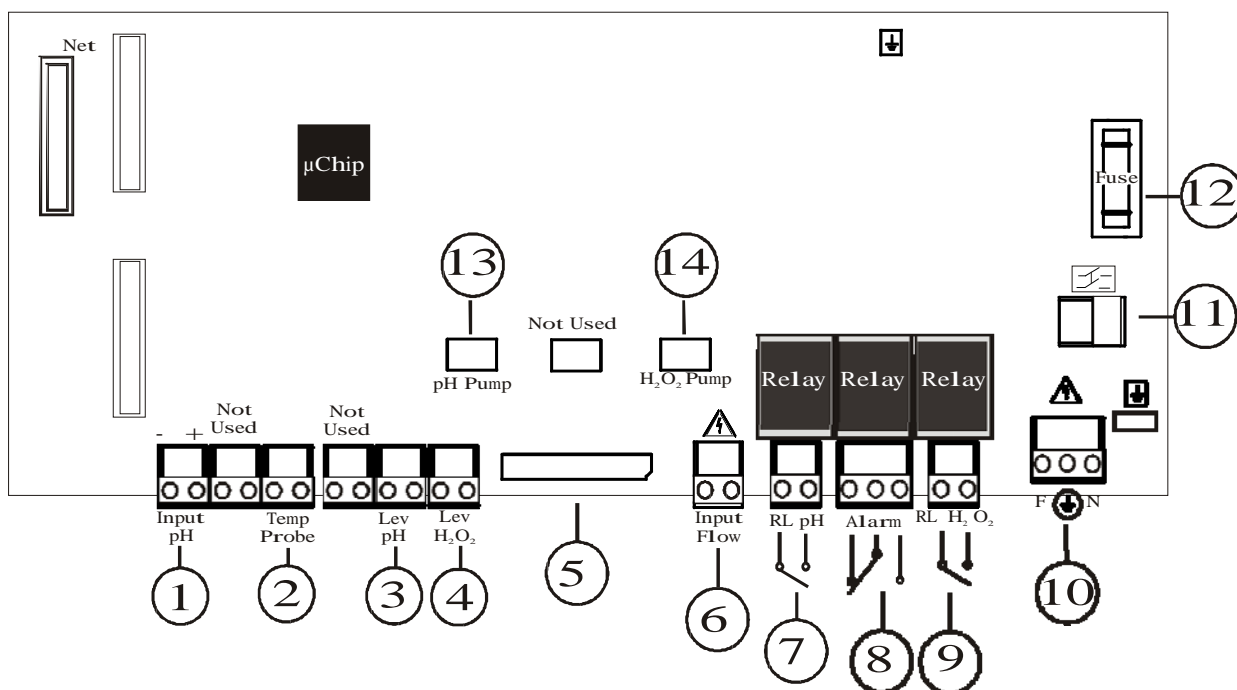 Net
µChip
Fuse
12
13
14
11
Not Used
pH Pump
H₂O₂ Pump
Relay
Relay
Relay
Not
Used
Not
Used
- +
F N
Input
pH
Temp
Probe
Lev
pH
Lev
H₂O₂
Input
Flow
RL pH
Alarm
RL H₂O₂
1
2
3
4
5
6
7
8
9
10